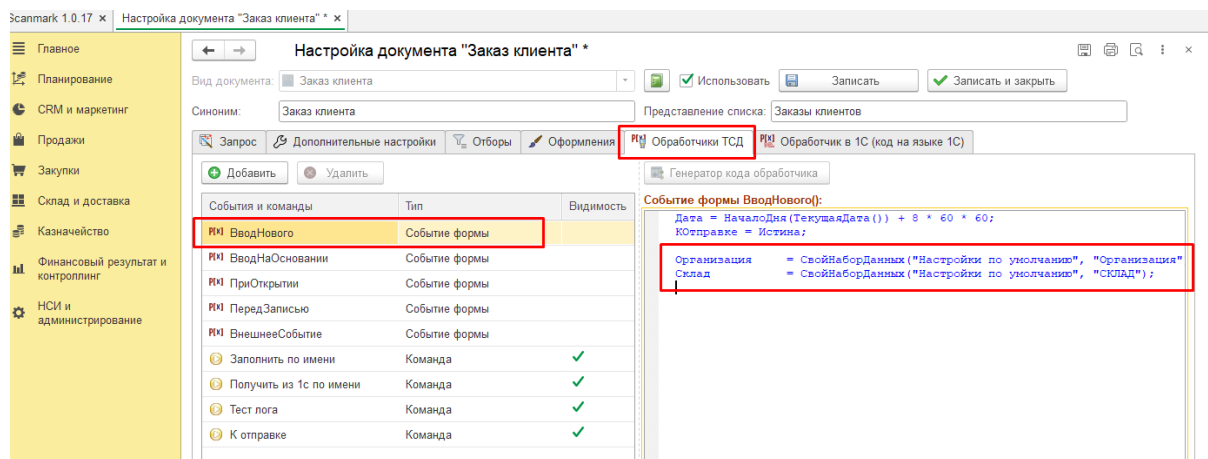 Scanmark 1.0.17 × Настройка документа "Заказ клиента" * ×
Главное
Планирование
CRM и маркетинг
Продажи
Закупки
Склад и доставка
Казначейство
Финансовый результат и
контроллинг
НСИ и
администрирование
Настройка документа "Заказ клиента" *
Вид документа: Заказ клиента Использовать Записать Записать и закрыть
Синоним: Заказ клиента Представление списка: Заказы клиентов
Запрос Дополнительные настройки Отборы Оформления Обработчики ТСД Обработчик в 1С (код на языке 1С)
Добавить Удалить Генератор кода обработчика
События и команды Тип Видимость
ВводНового Событие формы
ВводНаОсновании Событие формы
ПриОткрытии Событие формы
ПередЗаписью Событие формы
ВнешнееСобытие Событие формы
Заполнить по имени Команда
Получить из 1с по имени Команда
Тест лога Команда
К отправке Команда
Событие формы ВводНового():
Дата = НачалоДня(ТекущаяДата()) + 8 * 60 * 60;
КОтправке = Истина;
Организация = СвойНаборДанных("Настройки по умолчанию", "Организация"
Склад = СвойНаборДанных("Настройки по умолчанию", "СКЛАД");